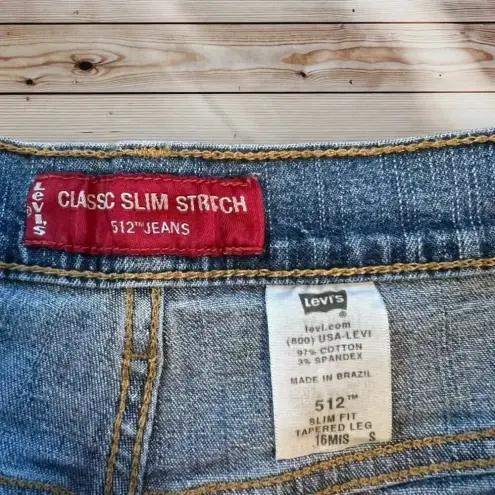 Levi's
CLASSC SLIM STRTCH
512™ JEANS
Levi's
®
levi.com
(800) USA-LEVI
97% COTTON
3% SPANDEX
MADE IN BRAZIL
512™
SLIM FIT
TAPERED LEG
16MIS S